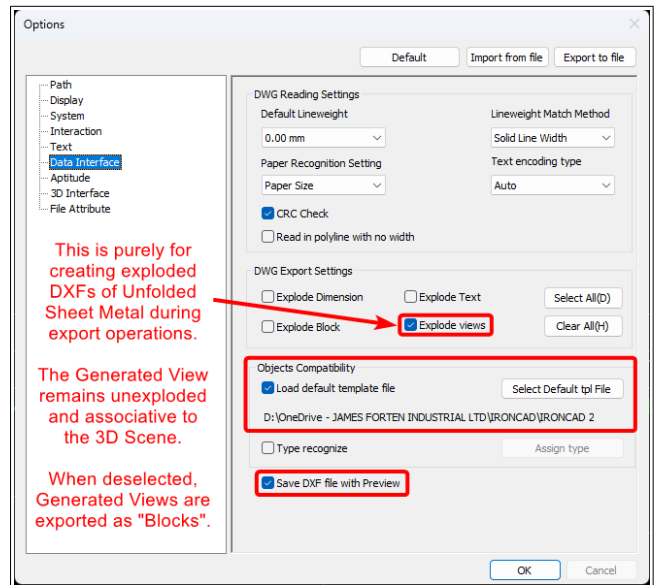 Options
Default Import from file Export to file
Path
Display
System
Interaction
Text
Data Interface
Aptitude
3D Interface
File Attribute
This is purely for
creating exploded
DXFs of Unfolded
Sheet Metal during
export operations.
The Generated View
remains unexploded
and associative to
the 3D Scene.
When deselected,
Generated Views are
exported as "Blocks".
DWG Reading Settings
Default Lineweight Lineweight Match Method
0.00 mm Solid Line Width
Paper Recognition Setting Text encoding type
Paper Size Auto
CRC Check
Read in polyline with no width
DWG Export Settings
Explode Dimension Explode Text Select All(D)
Explode Block Explode views Clear All(H)
Objects Compatibility
Load default template file Select Default tpl File
D:\OneDrive - JAMES FORTEN INDUSTRIAL LTD\IRONCAD\IRONCAD 2
Type recognize Assign type
Save DXF file with Preview
OK Cancel